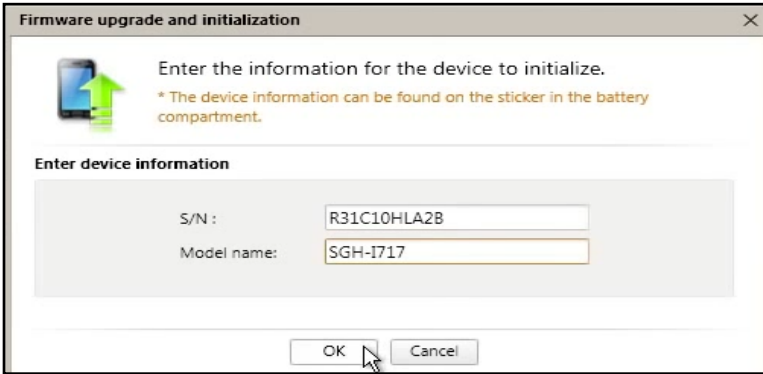 Firmware upgrade and initialization
Enter the information for the device to initialize.
* The device information can be found on the sticker in the battery
compartment.
Enter device information
S/N : R31C10HLA2B
Model name: SGH-I717
OK Cancel